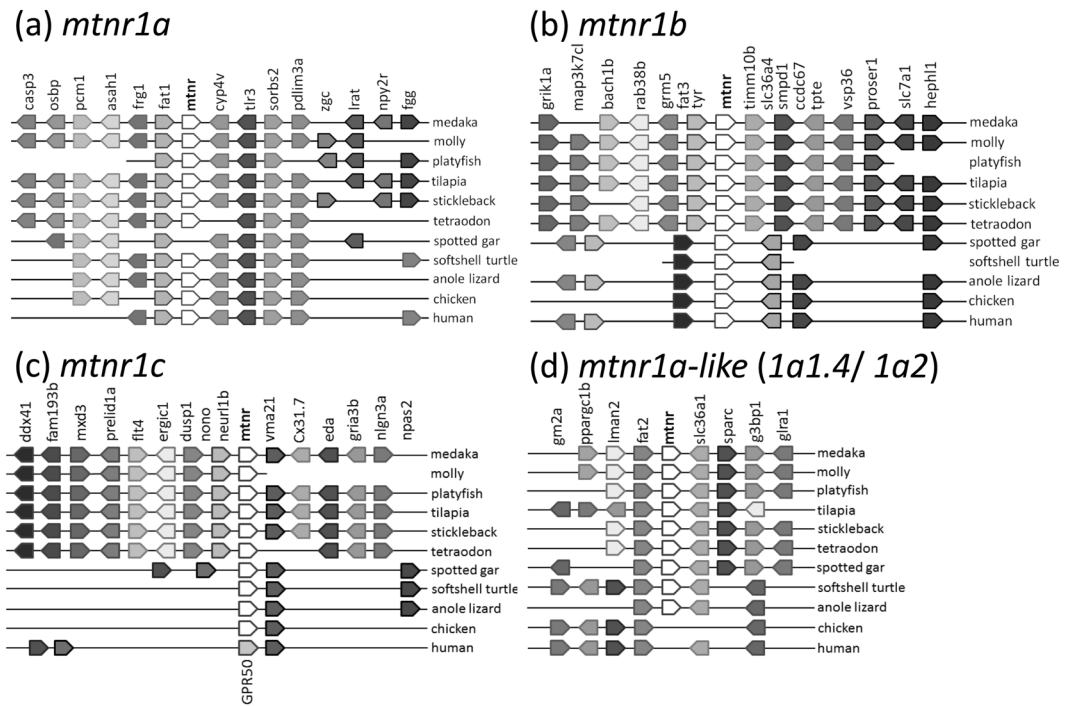 (a) mtnr1a
casp3 osbp pcm1 asah1 frg1 fat1 mtnr cyp4v tlr3 sorbs2 pdlim3a zgc lrat npy2r fgg
medaka
molly
platyfish
tilapia
stickleback
tetraodon
spotted gar
softshell turtle
anole lizard
chicken
human
(b) mtnr1b
grik1a map3k7cl bach1b rab38b grm5 fat3 tyr mtnr timm10b slc36a4 smpd1 ccdc67 tpte vsp36 proser1 slc7a1 hephl1
medaka
molly
platyfish
tilapia
stickleback
tetraodon
spotted gar
softshell turtle
anole lizard
chicken
human
(c) mtnr1c
ddx41 fam193b mxd3 prelid1a flt4 ergic1 dusp1 nono neurl1b mtnr vma21 Cx31.7 eda gria3b nlgn3a npas2
medaka
molly
platyfish
tilapia
stickleback
tetraodon
spotted gar
softshell turtle
anole lizard
chicken
human
GPR50
(d) mtnr1a-like (1a1.4/ 1a2)
gm2a ppargc1b lman2 fat2 mtnr slc36a1 sparc g3bp1 glra1
medaka
molly
platyfish
tilapia
stickleback
tetraodon
spotted gar
softshell turtle
anole lizard
chicken
human